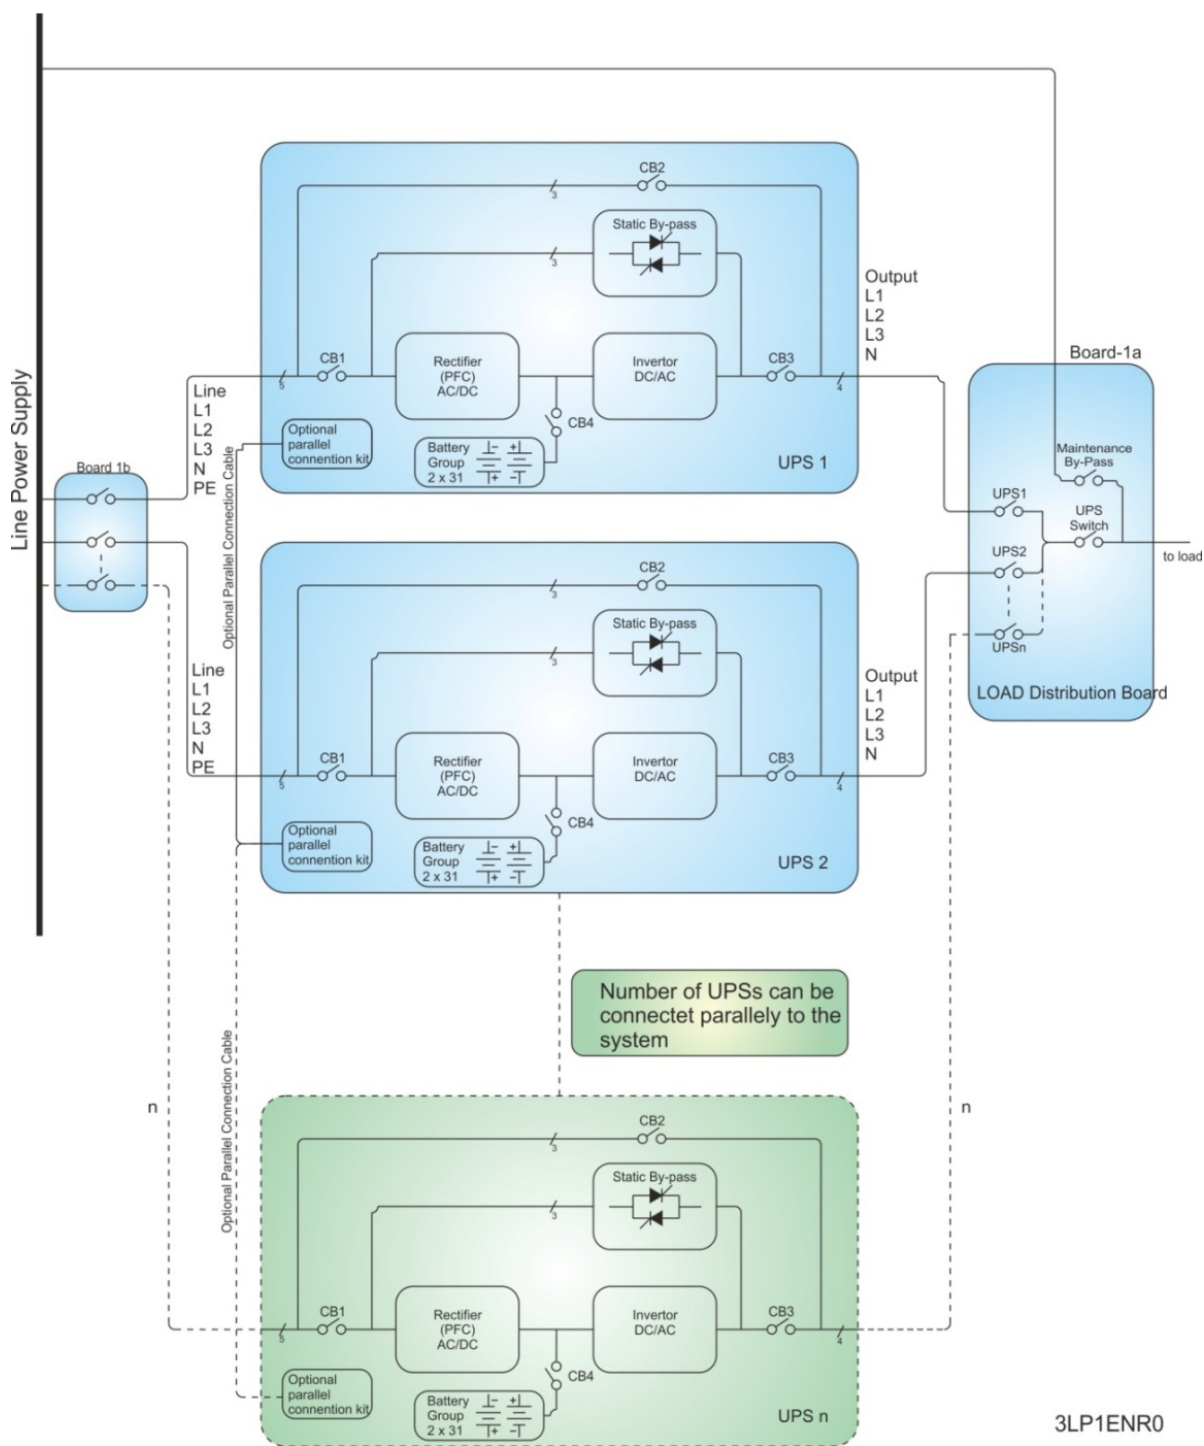 CB2
3
Static By-pass
3
Output
L1
L2
L3
N
Line Power Supply
CB1
5
Rectifier
(PFC)
AC/DC
Invertor
DC/AC
CB3
4
Board-1a
Line
L1
L2
L3
N
PE
Optional
parallel
connention kit
Battery
Group
2 x 31
CB4
UPS 1
Board 1b
Optional Parallel Connection Cable
Maintenance
By-Pass
UPS1
UPS
Switch
UPS2
to load
UPSn
LOAD Distribution Board
CB2
3
Static By-pass
3
Line
L1
L2
L3
N
PE
Output
L1
L2
L3
N
CB1
5
Rectifier
(PFC)
AC/DC
Invertor
DC/AC
CB3
4
Optional
parallel
connention kit
Battery
Group
2 x 31
CB4
UPS 2
Number of UPSs can be
connectet parallely to the
system
Optional Parallel Connection Cable
n
n
CB2
3
Static By-pass
3
CB1
5
Rectifier
(PFC)
AC/DC
Invertor
DC/AC
CB3
4
Optional
parallel
connention kit
Battery
Group
2 x 31
CB4
UPS n
3LP1ENR0